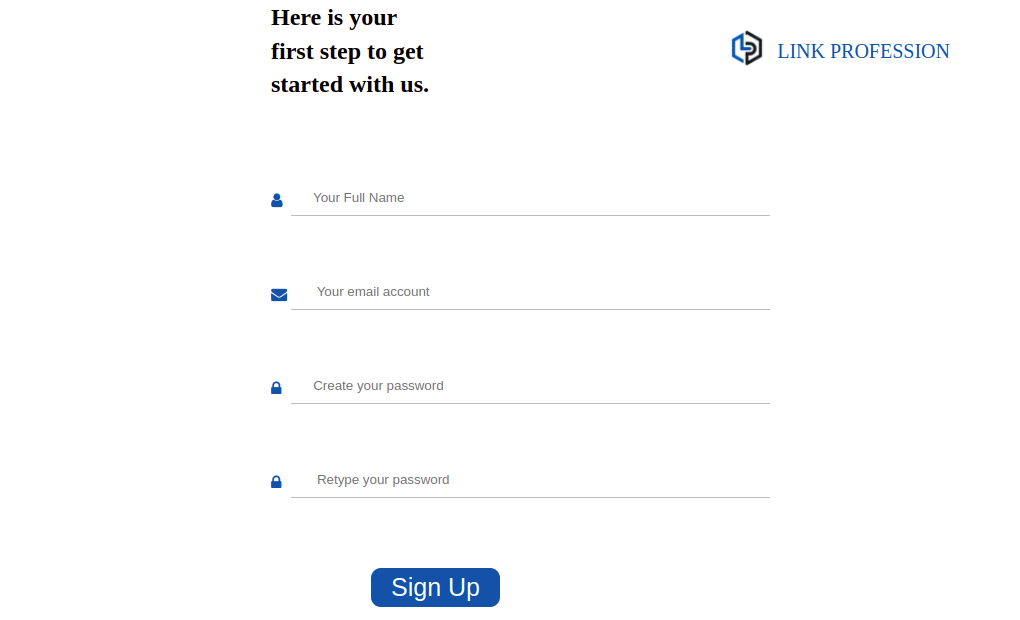 Here is your
first step to get
started with us.
LINK PROFESSION
Your Full Name
Your email account
Create your password
Retype your password
Sign Up